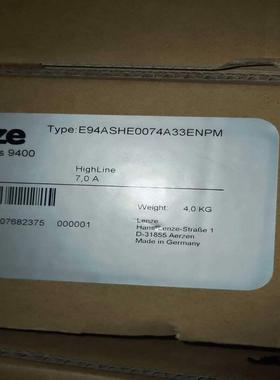 ze
Type:E94ASHE0074A33ENPM
s 9400
HighLine
7,0 A
Weight: 4,0 KG
07682375 000001
Lenze
Hans-Lenze-Straße 1
D-31855 Aerzen
Made in Germany